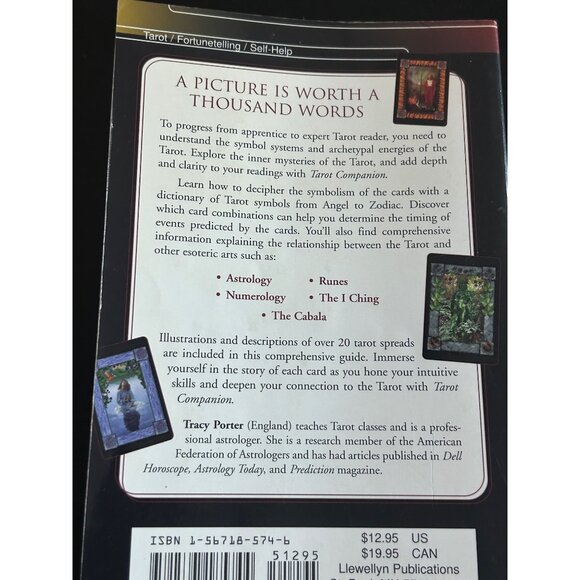 Tarot / Fortunetelling / Self-Help
A PICTURE IS WORTH A
THOUSAND WORDS
To progress from apprentice to expert Tarot reader, you need to
understand the symbol systems and archetypal energies of the
Tarot. Explore the inner mysteries of the Tarot, and add depth
and clarity to your readings with Tarot Companion.
Learn how to decipher the symbolism of the cards with a
dictionary of Tarot symbols from Angel to Zodiac. Discover
which card combinations can help you determine the timing of
events predicted by the cards. You'll also find comprehensive
information explaining the relationship between the Tarot and
other esoteric arts such as:
• Astrology • Runes
• Numerology • The I Ching
• The Cabala
Illustrations and descriptions of over 20 tarot spreads
are included in this comprehensive guide. Immerse
yourself in the story of each card as you hone your intuitive
skills and deepen your connection to the Tarot with Tarot
Companion.
Tracy Porter (England) teaches Tarot classes and is a profes-
sional astrologer. She is a research member of the American
Federation of Astrologers and has had articles published in Dell
Horoscope, Astrology Today, and Prediction magazine.
ISBN 1-56718-574-6
51295
$12.95 US
$19.95 CAN
Llewellyn Publications